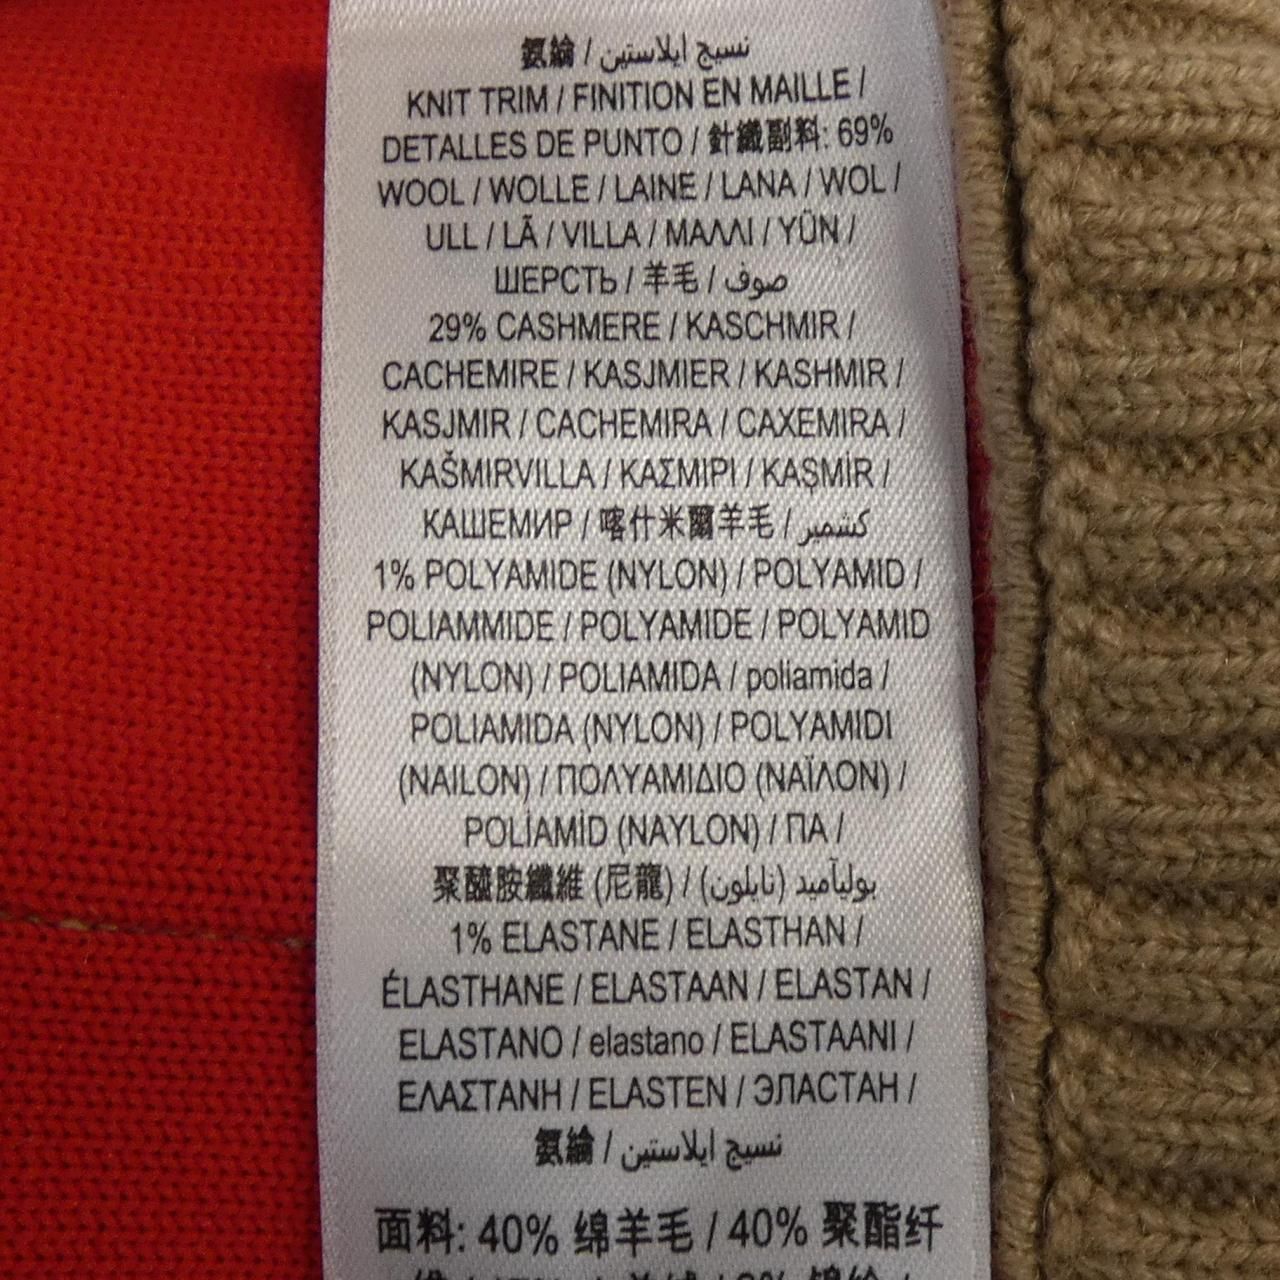 氨綸 / نسيج ايلاستين
KNIT TRIM / FINITION EN MAILLE /
DETALLES DE PUNTO / 針織副料: 69%
WOOL / WOLLE / LAINE / LANA / WOL /
ULL / LÃ / VILLA / ΜΑΛΛΙ / YÜN /
ШЕРСТЬ / 羊毛 / صوف
29% CASHMERE / KASCHMIR /
CACHEMIRE / KASJMIER / KASHMIR /
KASJMIR / CACHEMIRA / CAXEMIRA /
KAŠMIRVILLA / ΚΑΣΜΙΡΙ / KAŞMİR /
КАШЕМИР / 喀什米爾羊毛 / كشمير
1% POLYAMIDE (NYLON) / POLYAMID /
POLIAMMIDE / POLYAMIDE / POLYAMID
(NYLON) / POLIAMIDA / poliamida /
POLIAMIDA (NYLON) / POLYAMIDI
(NAILON) / ΠΟΛΥΑΜΙΔΙΟ (ΝΑΪΛΟΝ) /
POLİAMİD (NAYLON) / ПА /
聚醯胺纖維 (尼龍) / بوليآميد (نايلون)
1% ELASTANE / ELASTHAN /
ÉLASTHANE / ELASTAAN / ELASTAN /
ELASTANO / elastano / ELASTAANI /
ΕΛΑΣΤΑΝΗ / ELASTEN / ЭЛАСТАН /
氨綸 / نسيج ايلاستين
面料: 40% 绵羊毛 / 40% 聚酯纤